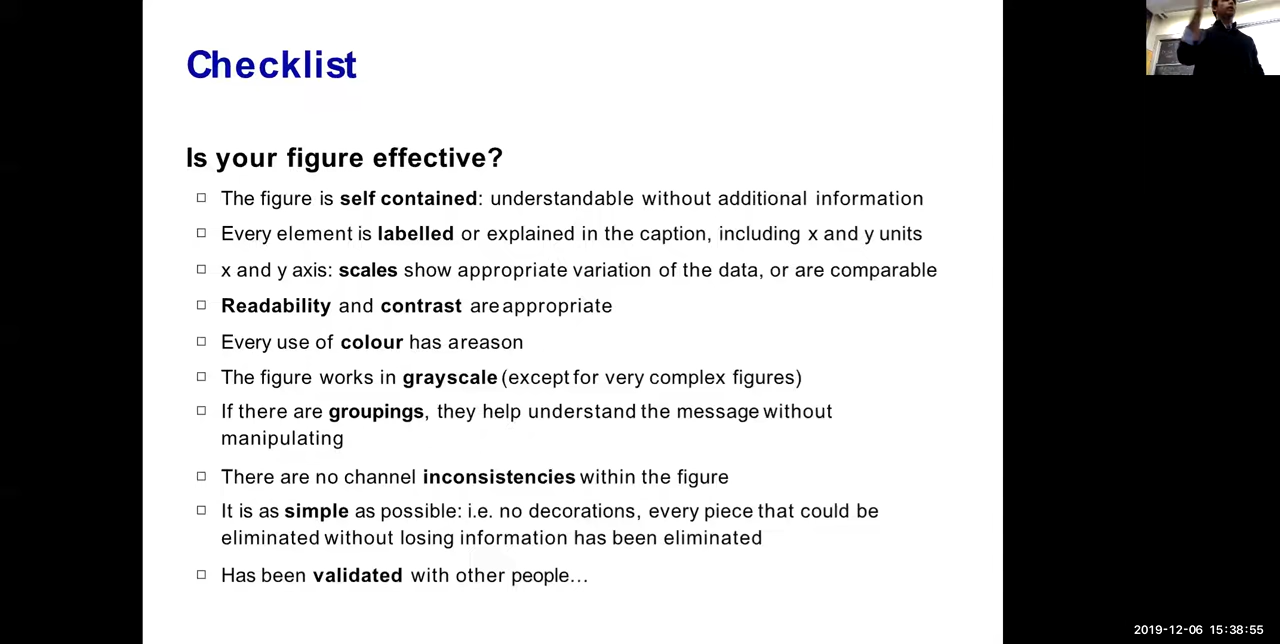 Checklist
Is your figure effective?
□ The figure is self contained: understandable without additional information
□ Every element is labelled or explained in the caption, including x and y units
□ x and y axis: scales show appropriate variation of the data, or are comparable
□ Readability and contrast are appropriate
□ Every use of colour has a reason
□ The figure works in grayscale (except for very complex figures)
□ If there are groupings, they help understand the message without
manipulating
□ There are no channel inconsistencies within the figure
□ It is as simple as possible: i.e. no decorations, every piece that could be
eliminated without losing information has been eliminated
□ Has been validated with other people…
2019-12-06 15:38:55